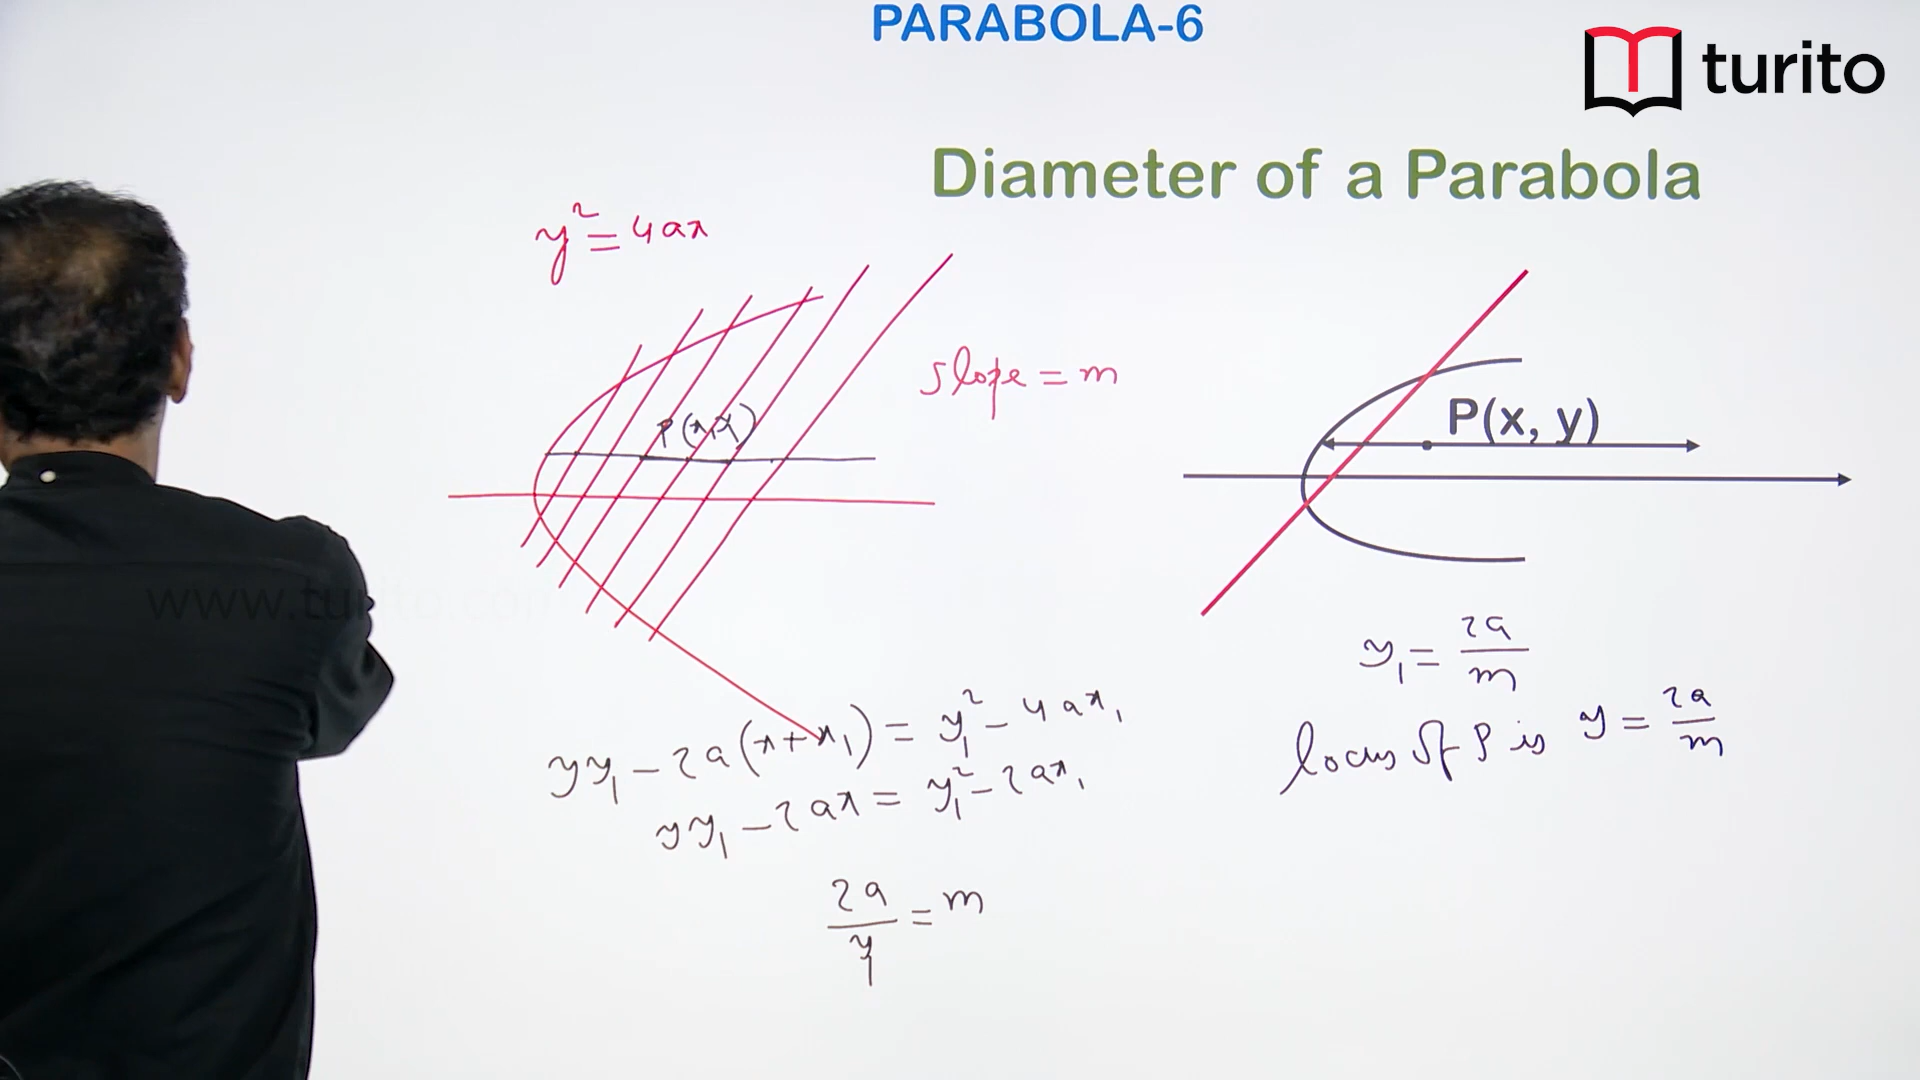 PARABOLA-6
turito
Diameter of a Parabola
y² = 4ax
slope = m
P(x, y)
P(x, y)
y₁ = 2a/m
locus of P is y = 2a/m
yy₁ − 2a(x + x₁) = y₁² − 4ax₁
yy₁ − 2ax = y₁² − 2ax₁
2a/y₁ = m